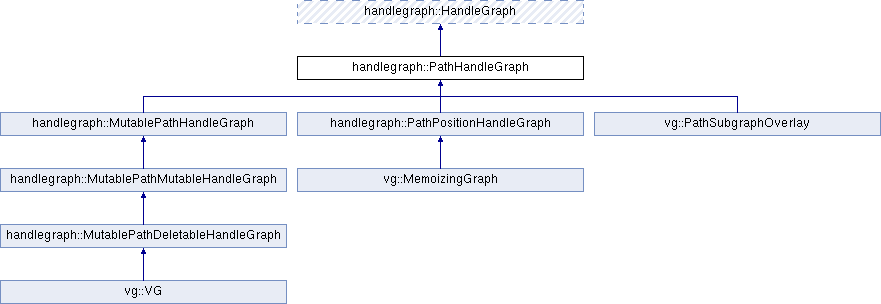 handlegraph::HandleGraph
handlegraph::PathHandleGraph
handlegraph::MutablePathHandleGraph
handlegraph::PathPositionHandleGraph
vg::PathSubgraphOverlay
handlegraph::MutablePathMutableHandleGraph
vg::MemoizingGraph
handlegraph::MutablePathDeletableHandleGraph
vg::VG